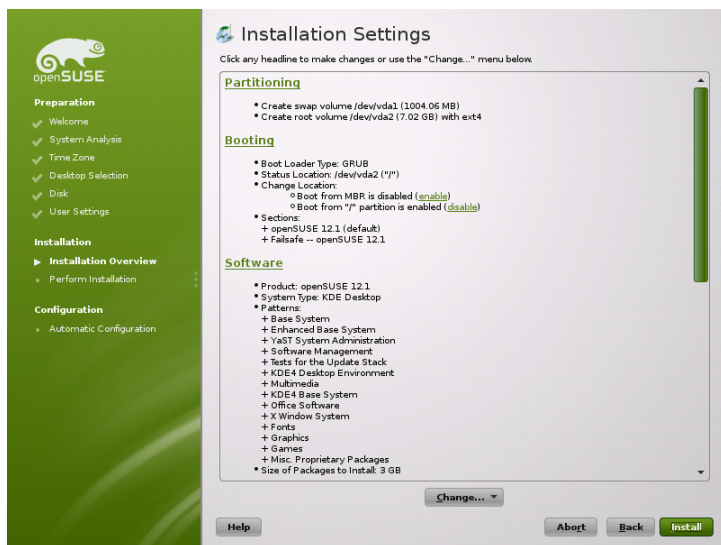 openSUSE
Preparation
Welcome
System Analysis
Time Zone
Desktop Selection
Disk
User Settings
Installation
Installation Overview
Perform Installation
Configuration
Automatic Configuration
Installation Settings
Click any headline to make changes or use the "Change..." menu below.
Partitioning
• Create swap volume /dev/vda1 (1004.06 MB)
• Create root volume /dev/vda2 (7.02 GB) with ext4
Booting
• Boot Loader Type: GRUB
• Status Location: /dev/vda2 ("/")
• Change Location:
◦ Boot from MBR is disabled (enable)
◦ Boot from "/" partition is enabled (disable)
• Sections:
+ openSUSE 12.1 (default)
+ Failsafe -- openSUSE 12.1
Software
• Product: openSUSE 12.1
• System Type: KDE Desktop
• Patterns:
+ Base System
+ Enhanced Base System
+ YaST System Administration
+ Software Management
+ Tests for the Update Stack
+ KDE4 Desktop Environment
+ Multimedia
+ KDE4 Base System
+ Office Software
+ X Window System
+ Fonts
+ Graphics
+ Games
+ Misc. Proprietary Packages
• Size of Packages to Install: 3 GB
Change...
Help
Abort
Back
Install